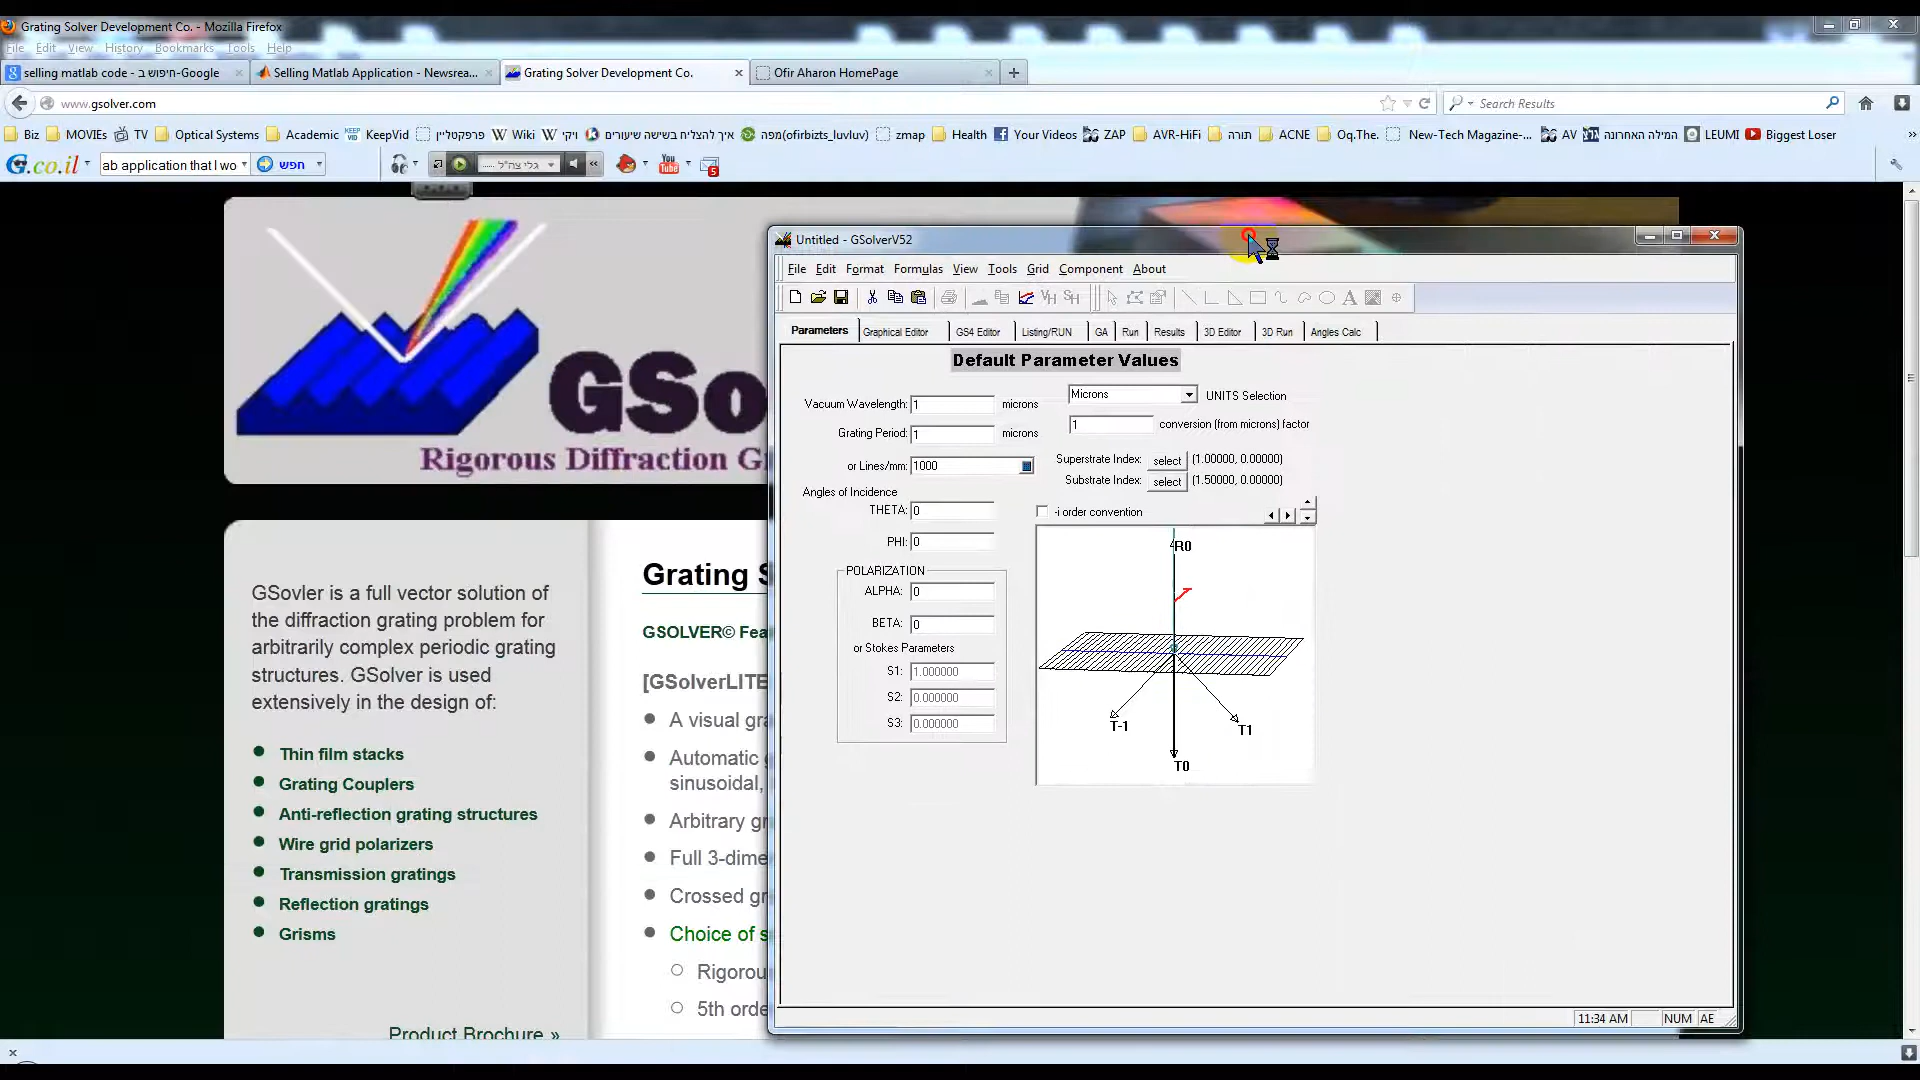 Grating Solver Development Co. - Mozilla Firefox
File Edit View History Bookmarks Tools Help
selling matlab code - חיפוש ב-Google
Selling Matlab Application - Newsrea...
Grating Solver Development Co.
Ofir Aharon HomePage
www.gsolver.com
Search Results
Biz MOVIEs TV Optical Systems Academic KeepVid פרפקטליין Wiki ויקי איך להצליח בשישה שיעורים מפה(ofirbizts_luvluv) zmap Health Your Videos ZAP AVR-HiFi תורה ACNE Oq.The. New-Tech Magazine-... AV המילה האחרונה LEUMI Biggest Loser
G.co.il ab application that I wo חפש גלי צה"ל ..... You 5
GSo
Rigorous Diffraction G
GSovler is a full vector solution of
the diffraction grating problem for
arbitrarily complex periodic grating
structures. GSolver is used
extensively in the design of:
Thin film stacks
Grating Couplers
Anti-reflection grating structures
Wire grid polarizers
Transmission gratings
Reflection gratings
Grisms
Product Brochure »
Grating S
GSOLVER© Fea
[GSolverLITE
A visual gra
Automatic g
sinusoidal,
Arbitrary gr
Full 3-dime
Crossed gr
Choice of s
Rigorou
5th orde
Untitled - GSolverV52
File Edit Format Formulas View Tools Grid Component About
Parameters Graphical Editor GS4 Editor Listing/RUN GA Run Results 3D Editor 3D Run Angles Calc
Default Parameter Values
Vacuum Wavelength: 1 microns
Grating Period: 1 microns
or Lines/mm: 1000
Angles of Incidence
THETA: 0
PHI: 0
POLARIZATION
ALPHA: 0
BETA: 0
or Stokes Parameters
S1: 1.000000
S2: 0.000000
S3: 0.000000
Microns UNITS Selection
1 conversion (from microns) factor
Superstrate Index: select (1.00000, 0.00000)
Substrate Index: select (1.50000, 0.00000)
-i order convention
R0
T-1
T1
T0
11:34 AM NUM AE